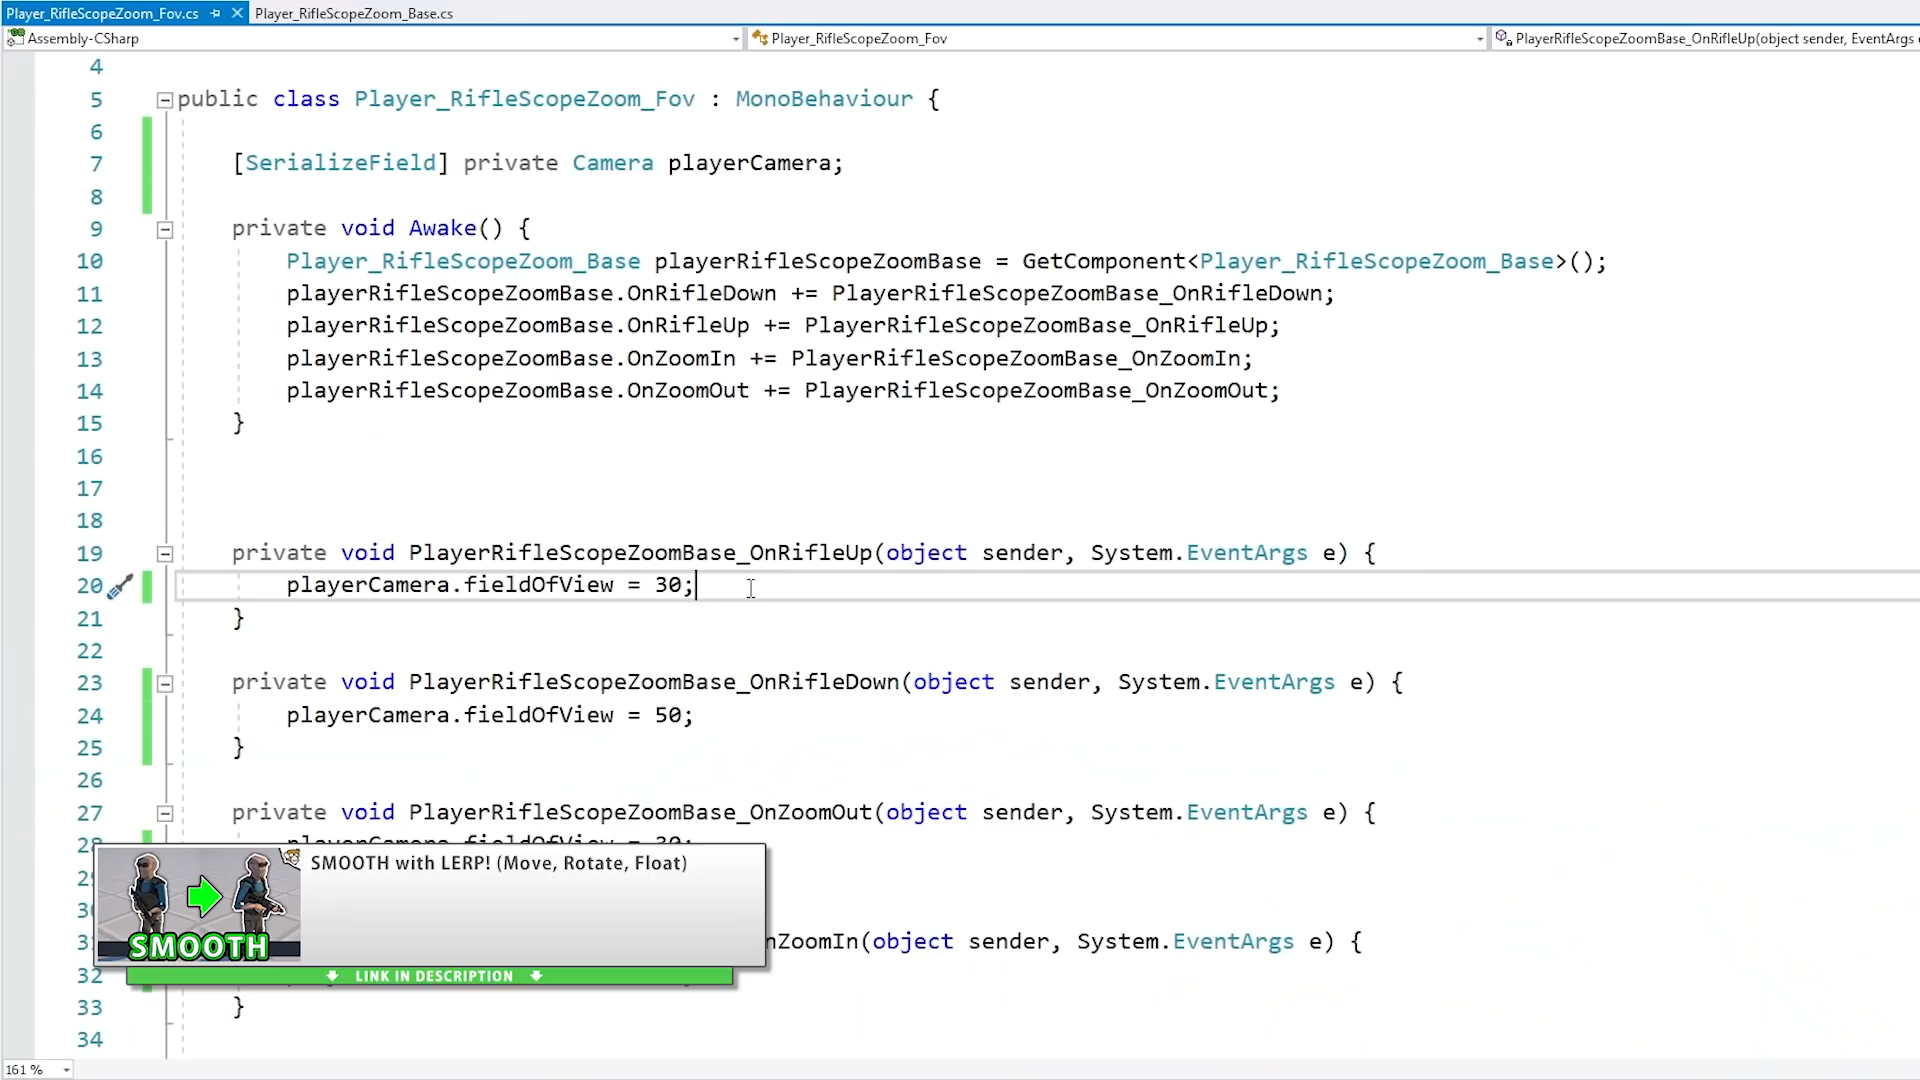 Player_RifleScopeZoom_Fov.cs
Player_RifleScopeZoom_Base.cs
Assembly-CSharp
Player_RifleScopeZoom_Fov
PlayerRifleScopeZoomBase_OnRifleUp(object sender, EventArgs
4
5 public class Player_RifleScopeZoom_Fov : MonoBehaviour {
6
7 [SerializeField] private Camera playerCamera;
8
9 private void Awake() {
10 Player_RifleScopeZoom_Base playerRifleScopeZoomBase = GetComponent<Player_RifleScopeZoom_Base>();
11 playerRifleScopeZoomBase.OnRifleDown += PlayerRifleScopeZoomBase_OnRifleDown;
12 playerRifleScopeZoomBase.OnRifleUp += PlayerRifleScopeZoomBase_OnRifleUp;
13 playerRifleScopeZoomBase.OnZoomIn += PlayerRifleScopeZoomBase_OnZoomIn;
14 playerRifleScopeZoomBase.OnZoomOut += PlayerRifleScopeZoomBase_OnZoomOut;
15 }
16
17
18
19 private void PlayerRifleScopeZoomBase_OnRifleUp(object sender, System.EventArgs e) {
20 playerCamera.fieldOfView = 30;
21 }
22
23 private void PlayerRifleScopeZoomBase_OnRifleDown(object sender, System.EventArgs e) {
24 playerCamera.fieldOfView = 50;
25 }
26
27 private void PlayerRifleScopeZoomBase_OnZoomOut(object sender, System.EventArgs e) {
28
SMOOTH with LERP! (Move, Rotate, Float)
SMOOTH
nZoomIn(object sender, System.EventArgs e) {
LINK IN DESCRIPTION
32
33 }
34
161 %